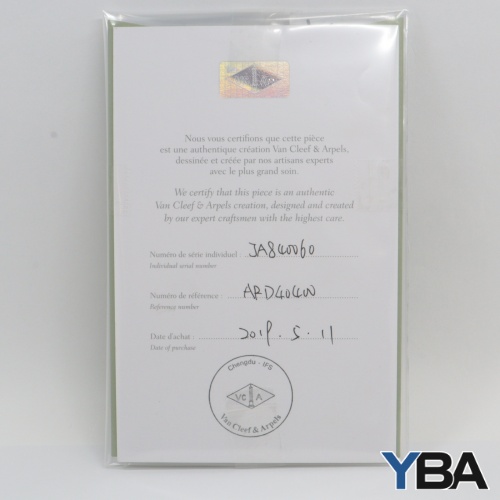 Nous vous certifions que cette pièce
est une authentique création Van Cleef & Arpels,
dessinée et créée par nos artisans experts
avec le plus grand soin.
We certify that this piece is an authentic
Van Cleef & Arpels creation, designed and created
by our expert craftsmen with the highest care.
Numéro de série individuel : JA840060
Individual serial number
Numéro de référence : ARD40400
Reference number
Date d'achat : 2019. 5. 11
Date of purchase
Chengdu - IFS
VC A
Van Cleef & Arpels
YBA